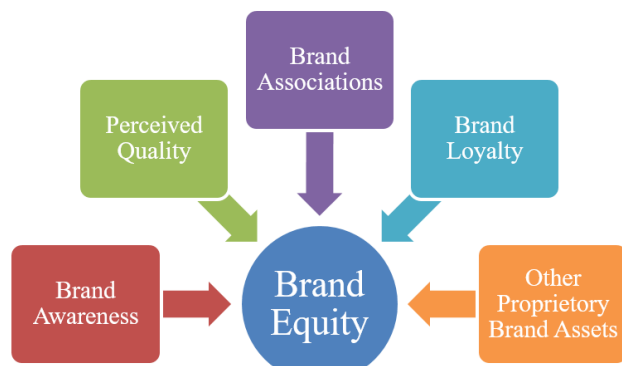 Brand
Associations
Perceived
Quality
Brand
Loyalty
Brand
Awareness
Brand
Equity
Other
Proprietory
Brand Assets